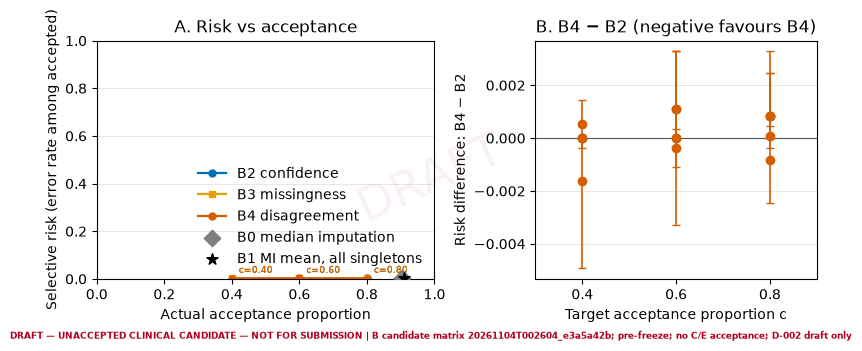 A. Risk vs acceptance
Selective risk (error rate among accepted)
1.0
0.8
0.6
0.4
0.2
0.0
B2 confidence
B3 missingness
B4 disagreement
B0 median imputation
B1 MI mean, all singletons
c=0.40
c=0.60
c=0.80
0.0
0.2
0.4
0.6
0.8
1.0
Actual acceptance proportion
DRAFT
B. B4 − B2 (negative favours B4)
Risk difference: B4 − B2
0.002
0.000
−0.002
−0.004
0.4
0.6
0.8
Target acceptance proportion c
DRAFT — UNACCEPTED CLINICAL CANDIDATE — NOT FOR SUBMISSION | B candidate matrix 20261104T002604_e3a5a42b; pre-freeze; no C/E acceptance; D-002 draft only